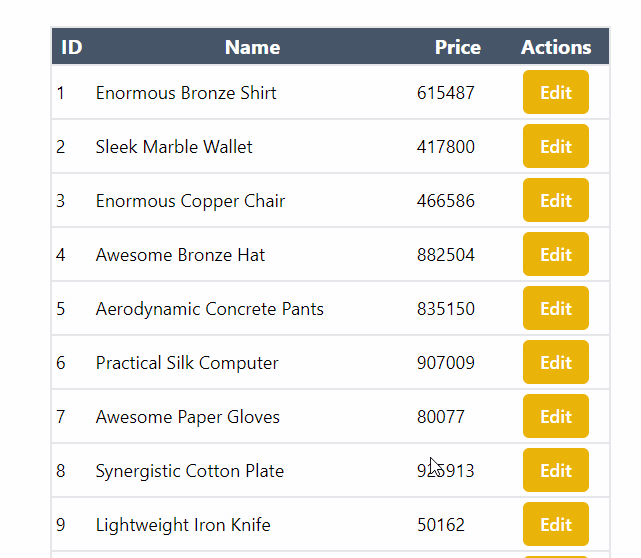 ID Name Price Actions
1 Enormous Bronze Shirt 615487 Edit
2 Sleek Marble Wallet 417800 Edit
3 Enormous Copper Chair 466586 Edit
4 Awesome Bronze Hat 882504 Edit
5 Aerodynamic Concrete Pants 835150 Edit
6 Practical Silk Computer 907009 Edit
7 Awesome Paper Gloves 80077 Edit
8 Synergistic Cotton Plate 925913 Edit
9 Lightweight Iron Knife 50162 Edit